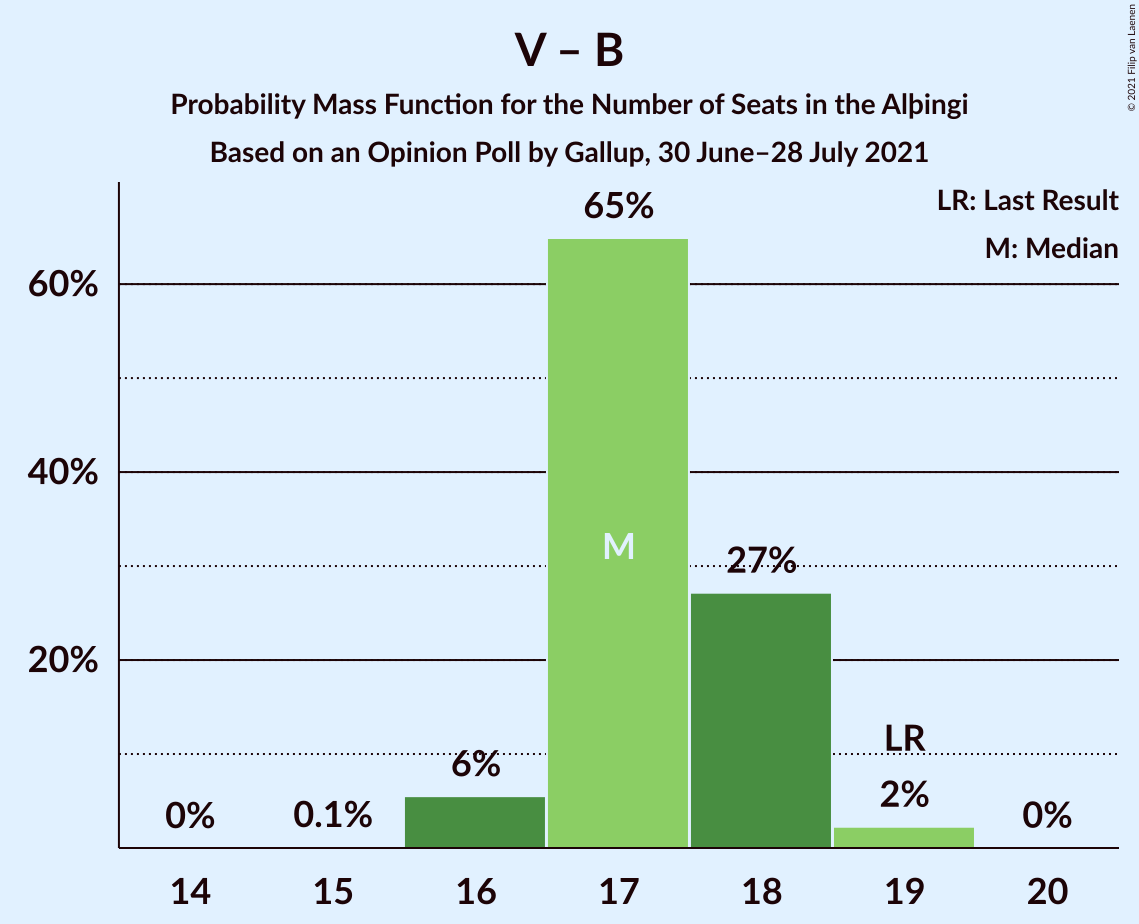 V – B
Probability Mass Function for the Number of Seats in the Alþingi
Based on an Opinion Poll by Gallup, 30 June–28 July 2021
© 2021 Filip van Laenen
LR: Last Result
M: Median
65%
60%
M
40%
27%
20%
LR
6%
2%
0%
0.1%
0%
14
15
16
17
18
19
20